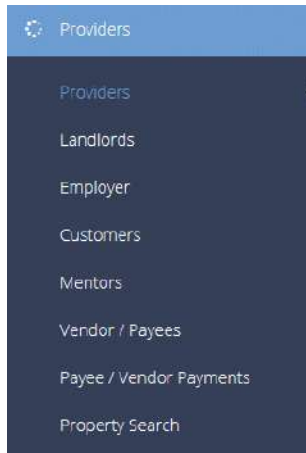 Providers
Providers
Landlords
Employer
Customers
Mentors
Vendor / Payees
Payee / Vendor Payments
Property Search